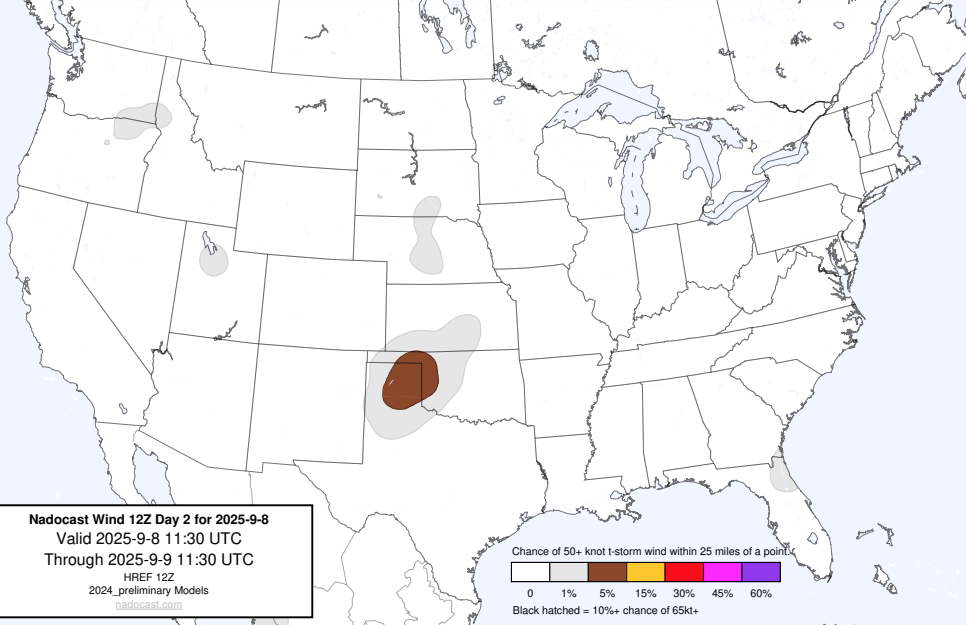 Nadocast Wind 12Z Day 2 for 2025-9-8
Valid 2025-9-8 11:30 UTC
Through 2025-9-9 11:30 UTC
HREF 12Z
2024_preliminary Models
nadocast.com
Chance of 50+ knot t-storm wind within 25 miles of a point.
0 1% 5% 15% 30% 45% 60%
Black hatched = 10%+ chance of 65kt+